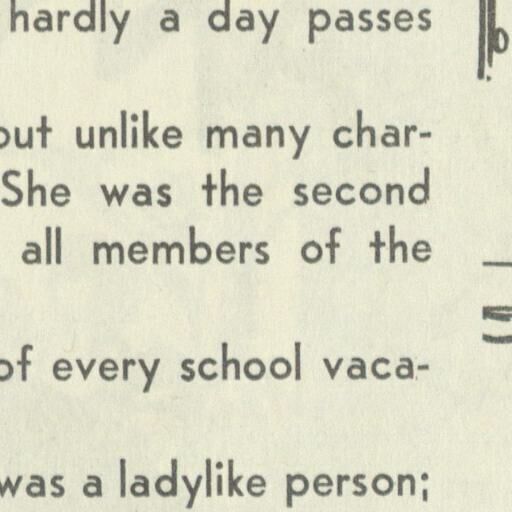 hardly a day passes
but unlike many char-
She was the second
all members of the
of every school vaca-
was a ladylike person;